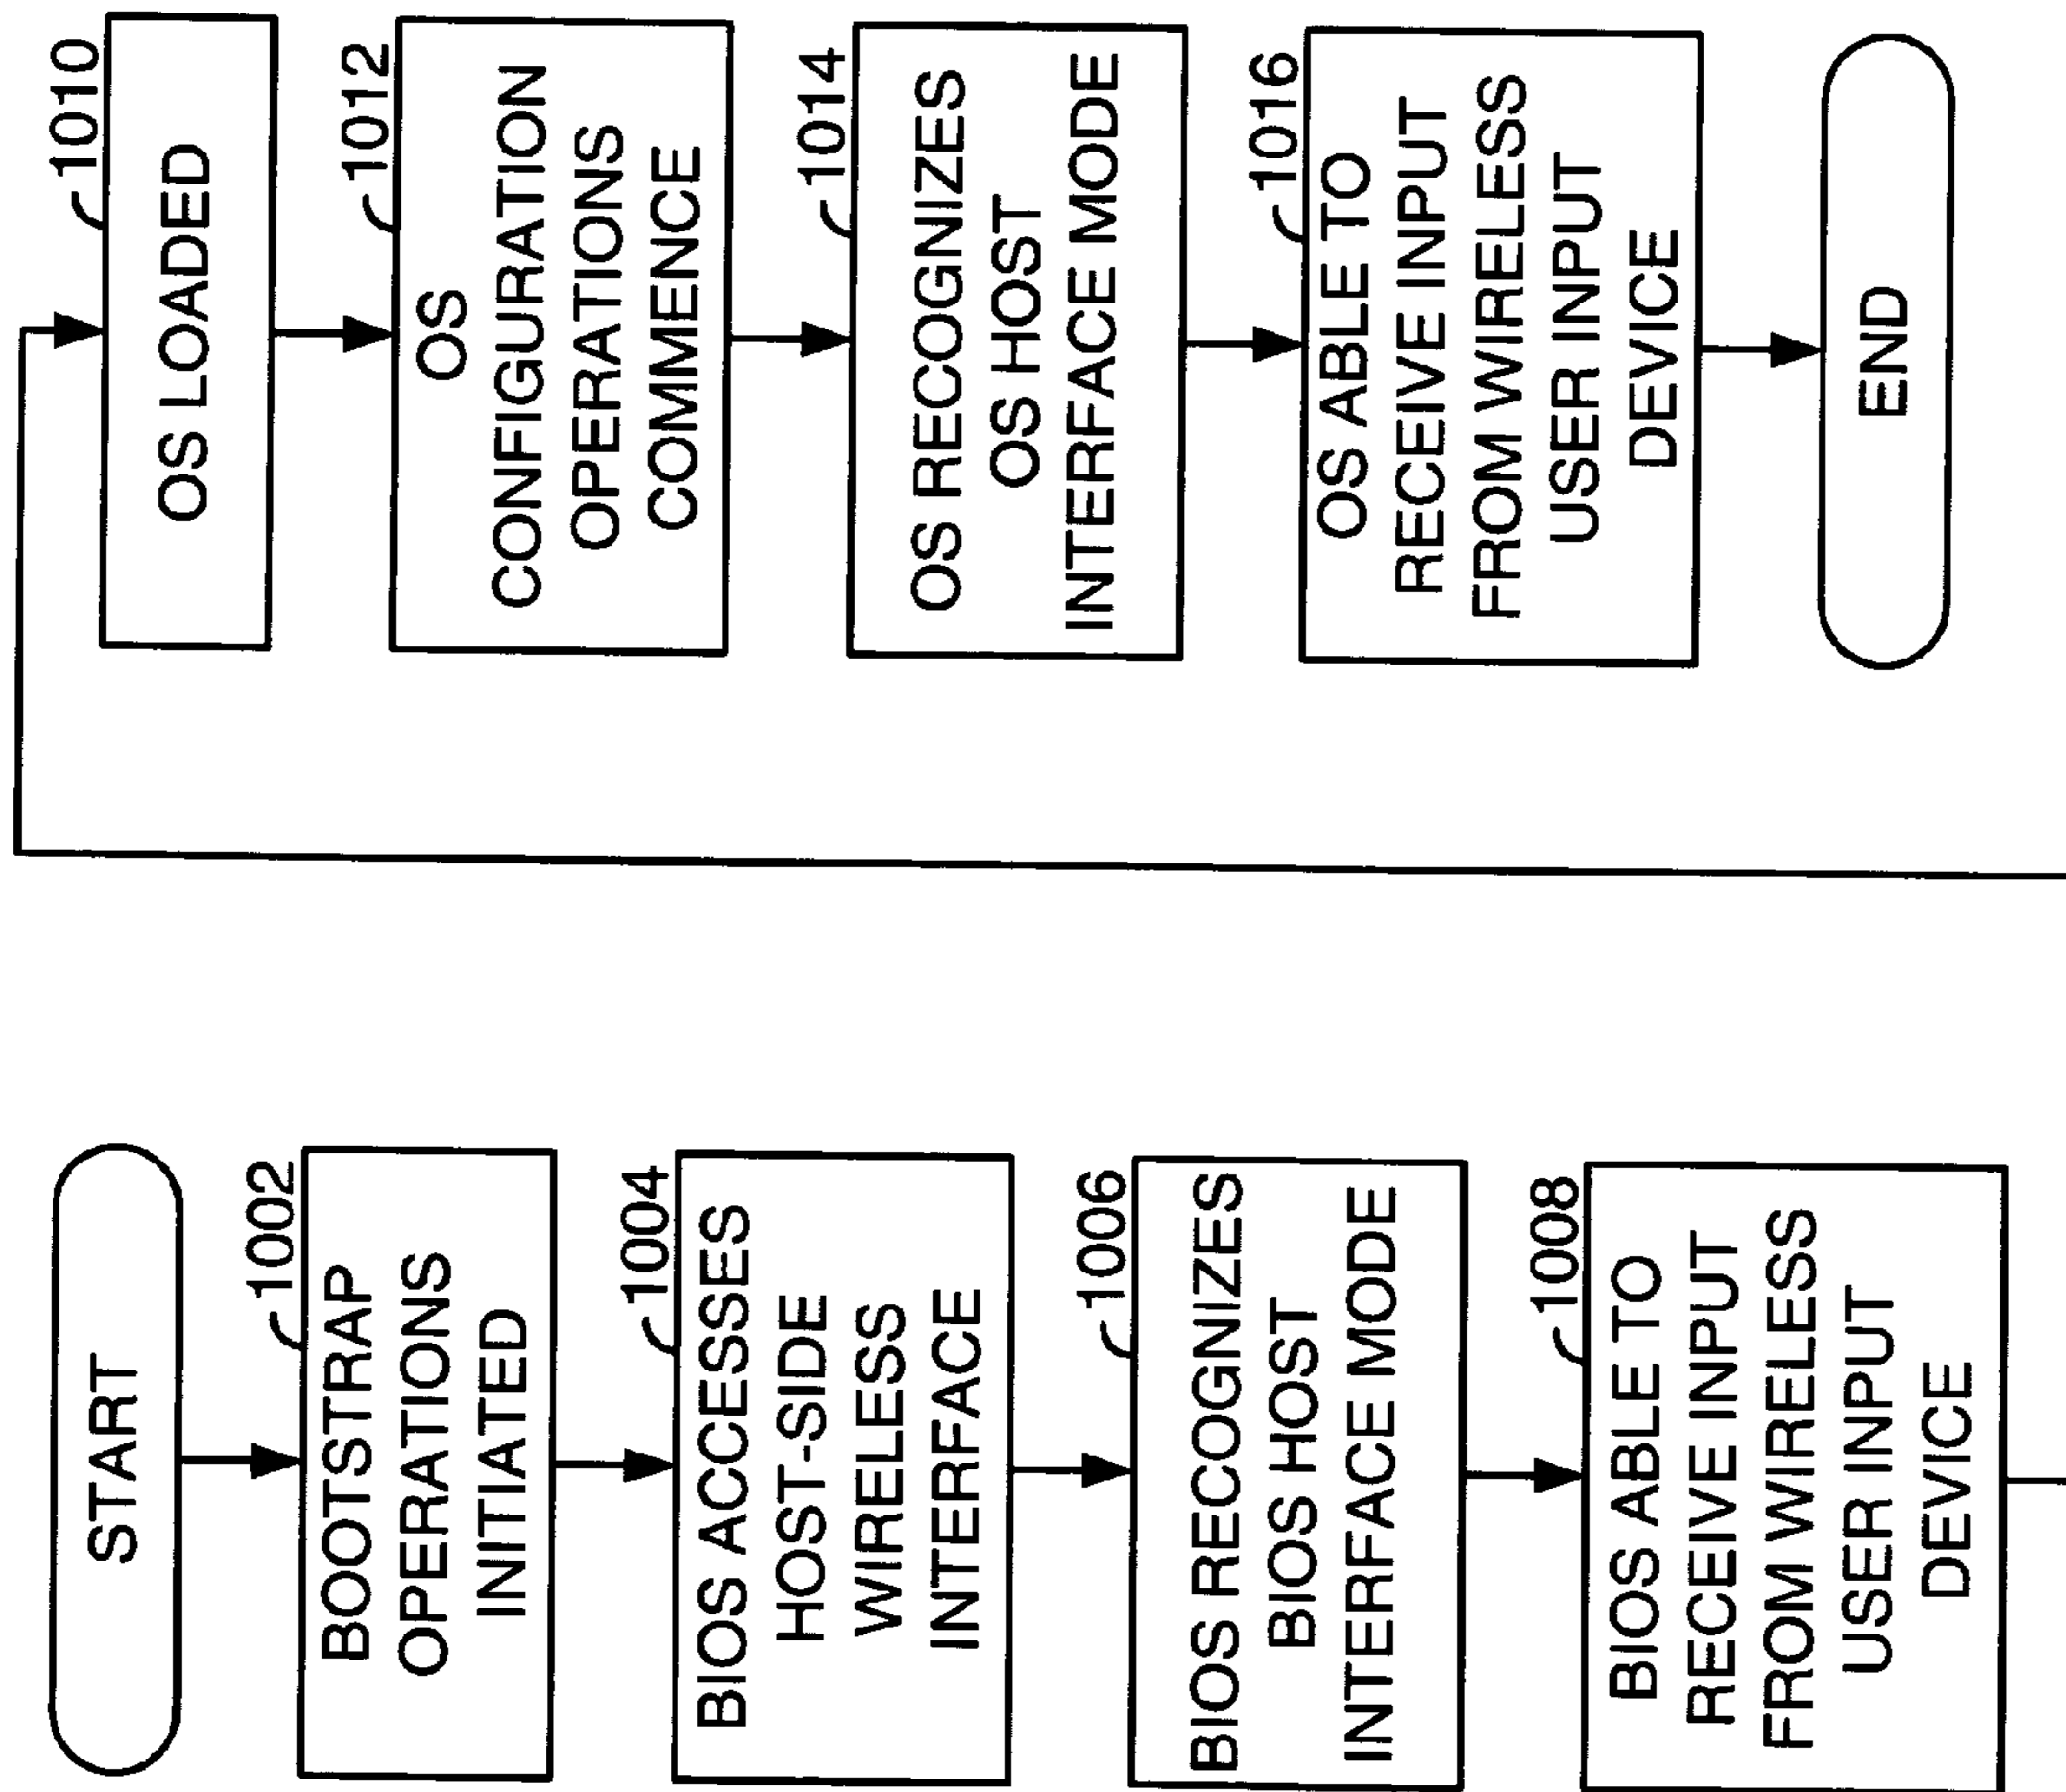 START
1002
BOOTSTRAP
OPERATIONS
INITIATED
1004
BIOS ACCESSES
HOST-SIDE
WIRELESS
INTERFACE
1006
BIOS RECOGNIZES
BIOS HOST
INTERFACE MODE
1008
BIOS ABLE TO
RECEIVE INPUT
FROM WIRELESS
USER INPUT
DEVICE
1010
OS LOADED
1012
OS
CONFIGURATION
OPERATIONS
COMMENCE
1014
OS RECOGNIZES
OS HOST
INTERFACE MODE
1016
OS ABLE TO
RECEIVE INPUT
FROM WIRELESS
USER INPUT
DEVICE
END